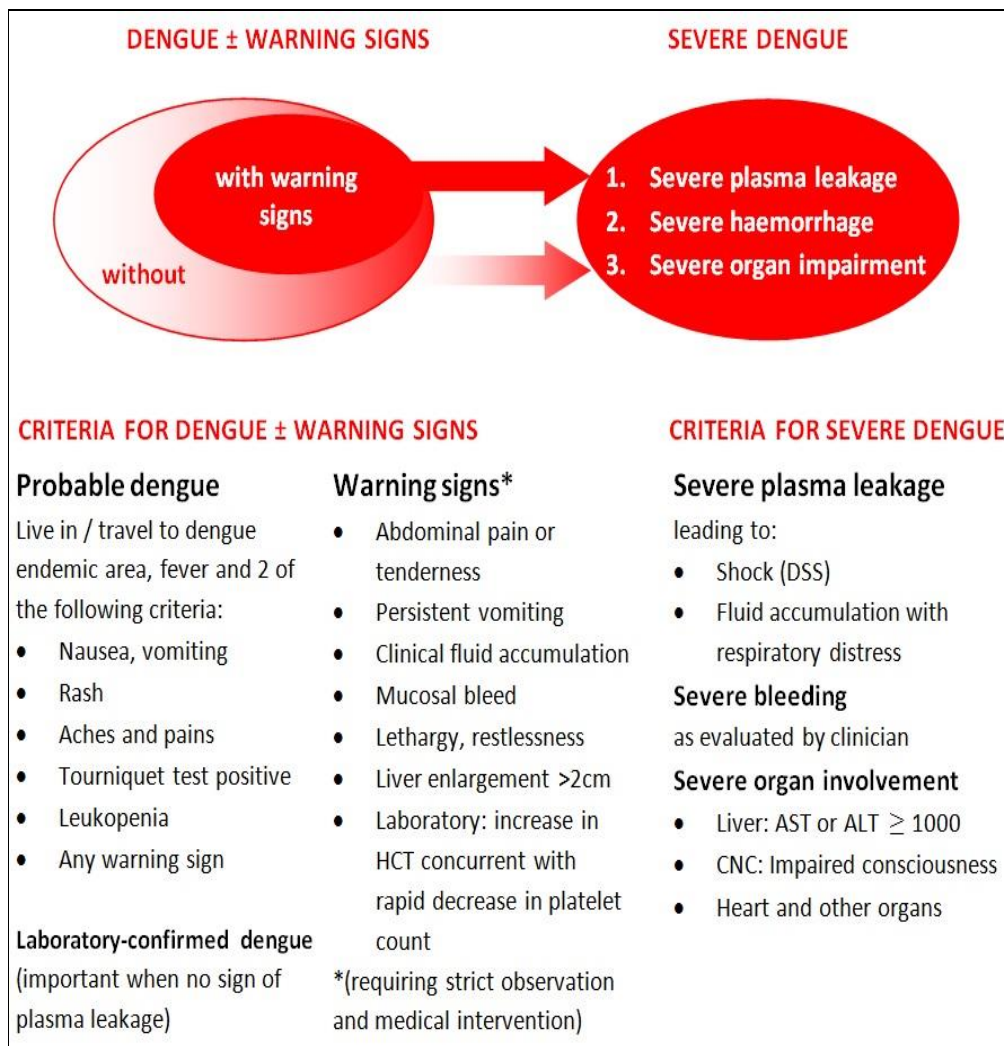 DENGUE ± WARNING SIGNS
SEVERE DENGUE
with warning
signs
without
1. Severe plasma leakage
2. Severe haemorrhage
3. Severe organ impairment
CRITERIA FOR DENGUE ± WARNING SIGNS
Probable dengue
Live in / travel to dengue
endemic area, fever and 2 of
the following criteria:
• Nausea, vomiting
• Rash
• Aches and pains
• Tourniquet test positive
• Leukopenia
• Any warning sign
Laboratory-confirmed dengue
(important when no sign of
plasma leakage)
Warning signs*
• Abdominal pain or
tenderness
• Persistent vomiting
• Clinical fluid accumulation
• Mucosal bleed
• Lethargy, restlessness
• Liver enlargement >2cm
• Laboratory: increase in
HCT concurrent with
rapid decrease in platelet
count
*(requiring strict observation
and medical intervention)
CRITERIA FOR SEVERE DENGUE
Severe plasma leakage
leading to:
• Shock (DSS)
• Fluid accumulation with
respiratory distress
Severe bleeding
as evaluated by clinician
Severe organ involvement
• Liver: AST or ALT ≥ 1000
• CNC: Impaired consciousness
• Heart and other organs